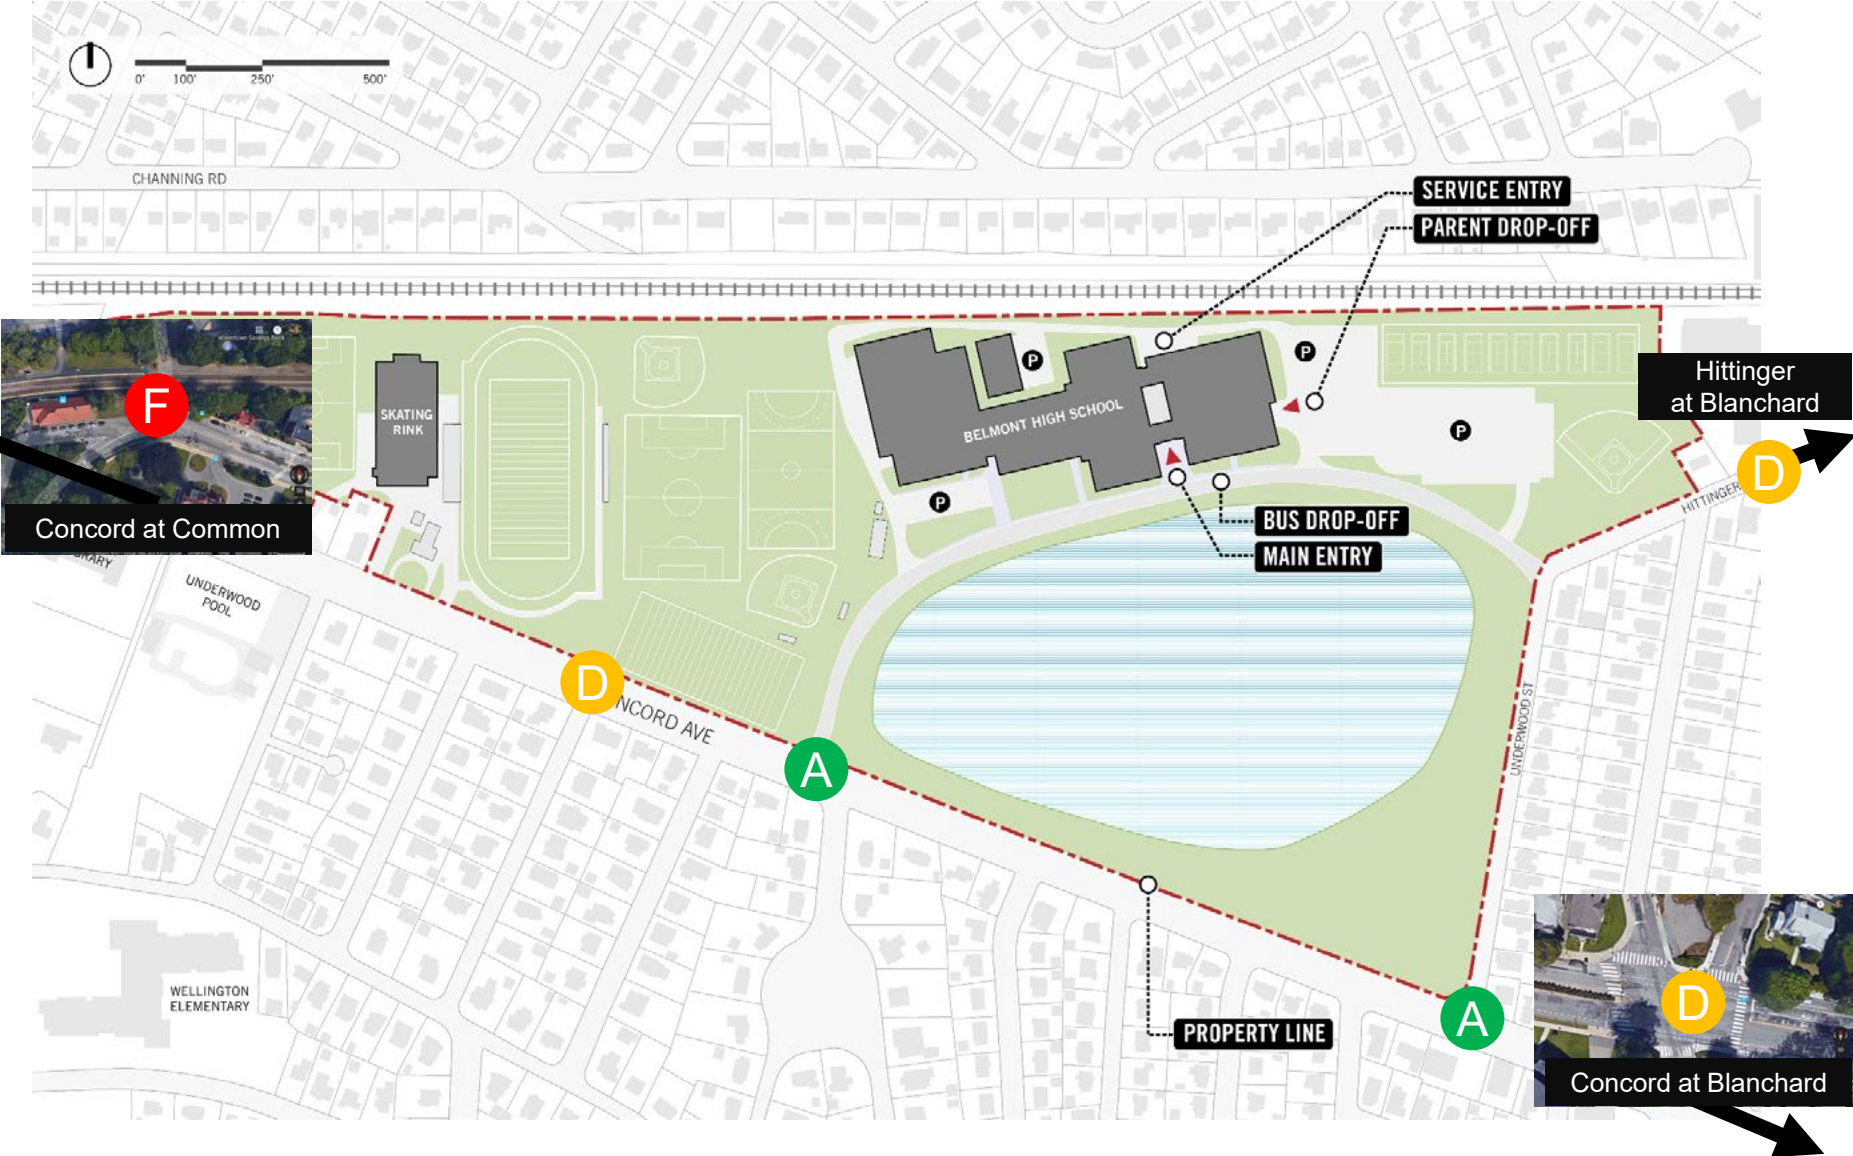 0' 100' 250' 500'
CHANNING RD
SERVICE ENTRY
PARENT DROP-OFF
P
P
P
P
F
Concord at Common
SKATING
RINK
BELMONT HIGH SCHOOL
Hittinger
at Blanchard
D
HITTINGER
BUS DROP-OFF
MAIN ENTRY
UNDERWOOD
POOL
D
NCORD AVE
A
UNDERWOOD ST
WELLINGTON
ELEMENTARY
PROPERTY LINE
A
D
Concord at Blanchard